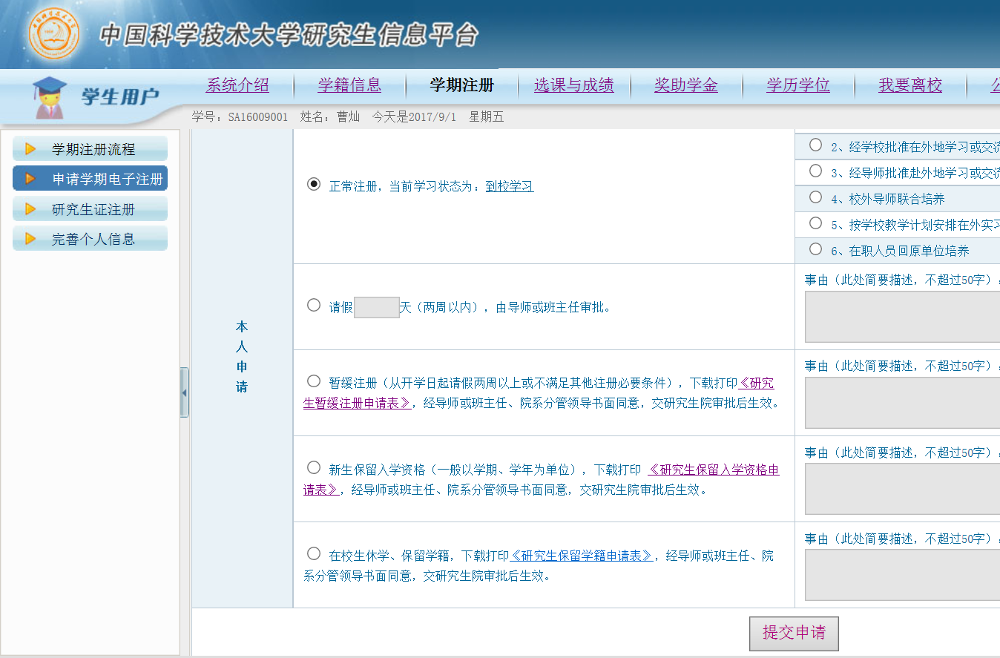 中国科学技术大学研究生信息平台
学生用户
系统介绍 学籍信息 学期注册 选课与成绩 奖助学金 学历学位 我要离校
学号：SA16009001 姓名：曹灿 今天是2017/9/1 星期五
学期注册流程
申请学期电子注册
研究生证注册
完善个人信息
本
人
申
请
正常注册，当前学习状态为：到校学习
2、经学校批准在外地学习或交流
3、经导师批准赴外地学习或交流
4、校外导师联合培养
5、按学校教学计划安排在外实习
6、在职人员回原单位培养
请假 天（两周以内），由导师或班主任审批。
事由（此处简要描述，不超过50字）
暂缓注册（从开学日起请假两周以上或不满足其他注册必要条件），下载打印《研究
生暂缓注册申请表》，经导师或班主任、院系分管领导书面同意，交研究生院审批后生效。
事由（此处简要描述，不超过50字）
新生保留入学资格（一般以学期、学年为单位），下载打印 《研究生保留入学资格申
请表》，经导师或班主任、院系分管领导书面同意，交研究生院审批后生效。
事由（此处简要描述，不超过50字）
在校生休学、保留学籍，下载打印《研究生保留学籍申请表》，经导师或班主任、院
系分管领导书面同意，交研究生院审批后生效。
事由（此处简要描述，不超过50字）
提交申请